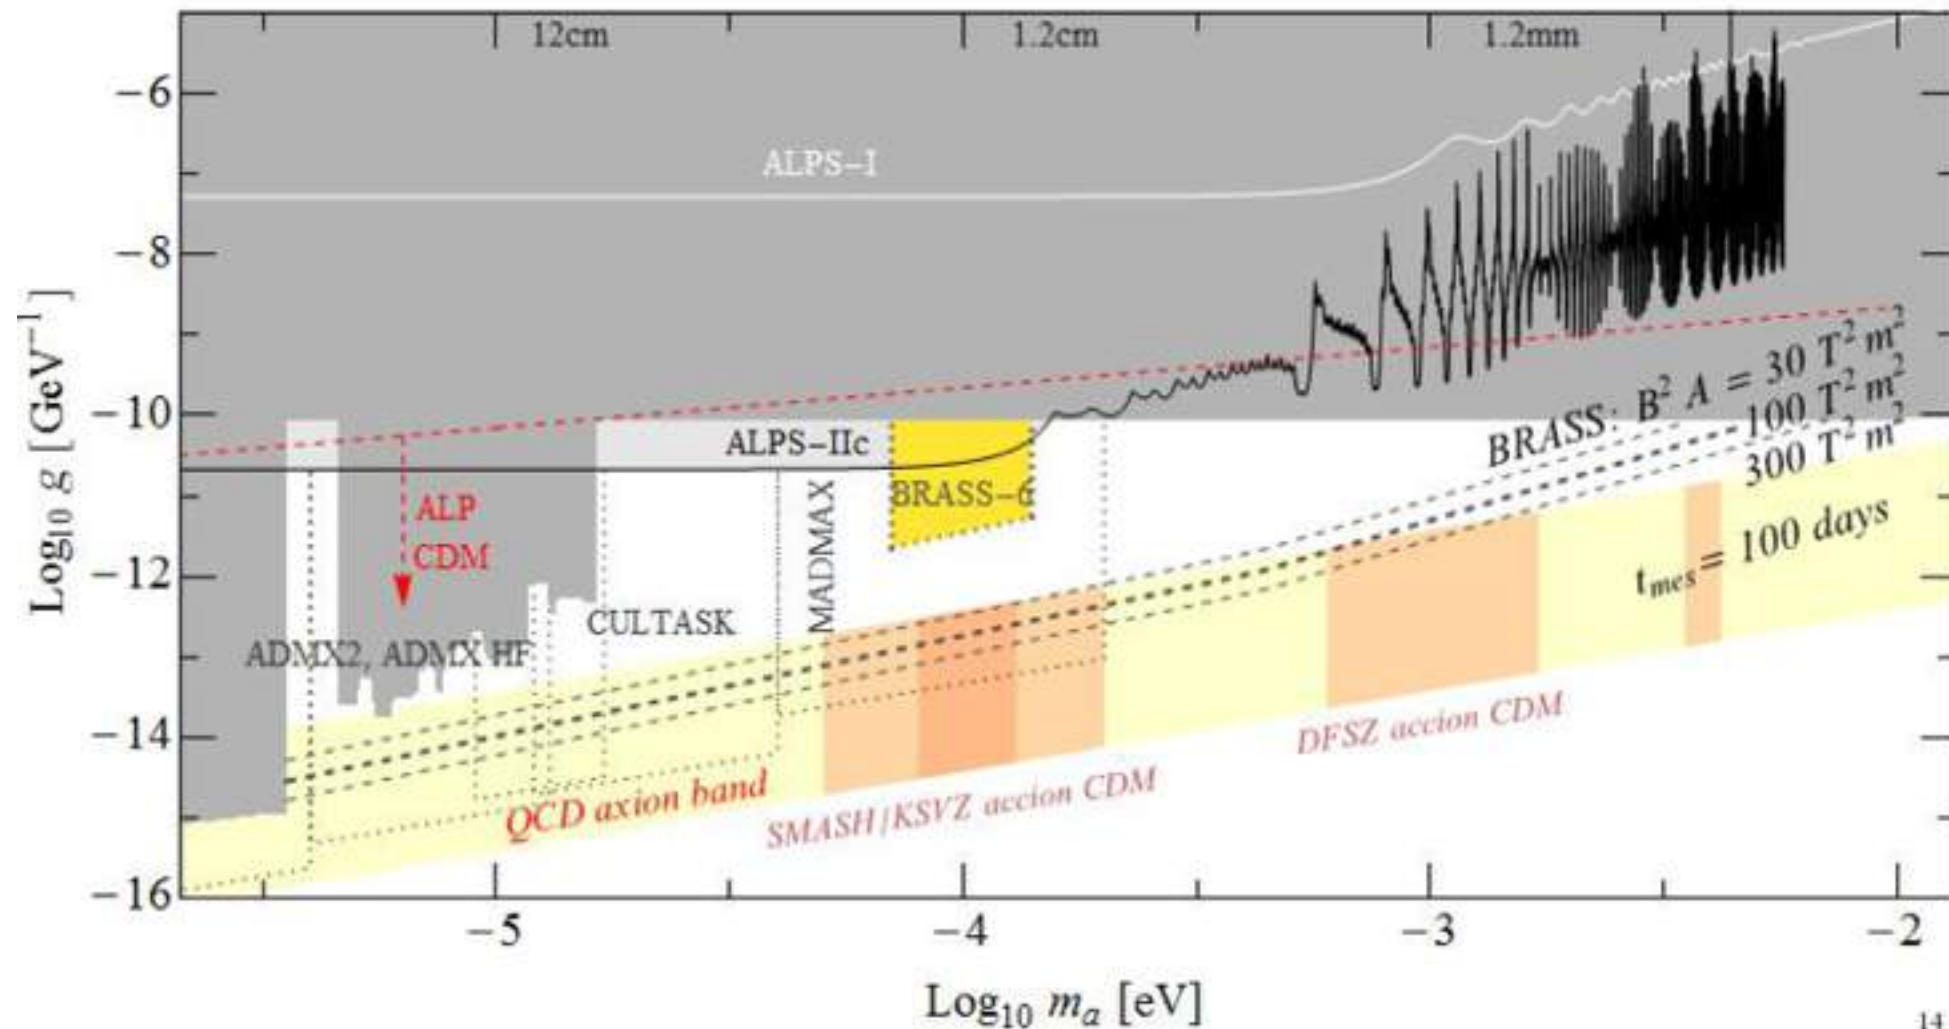 12cm
1.2cm
1.2mm
−6
ALPS−I
−8
−10
Log₁₀ g [GeV⁻¹]
BRASS: B² A = 30 T² m²
100 T² m²
300 T² m²
ALPS−IIc
BRASS−6
MADMAX
ALP
CDM
t_mes = 100 days
−12
CULTASK
ADMX2, ADMX HF
−14
DFSZ accion CDM
QCD axion band
SMASH/KSVZ accion CDM
−16
−5
−4
−3
−2
Log₁₀ mₐ [eV]
14